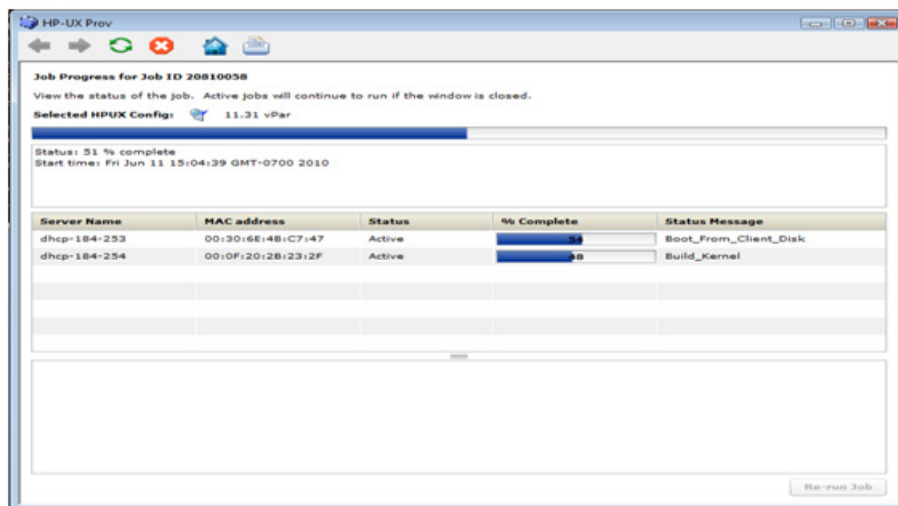 HP-UX Prov
Job Progress for Job ID 20810058
View the status of the job. Active jobs will continue to run if the window is closed.
Selected HPUX Config: 11.31 vPar
Status: 51 % complete
Start time: Fri Jun 11 15:04:39 GMT-0700 2010
Server Name MAC address Status % Complete Status Message
dhcp-184-253 00:30:6E:4B:C7:47 Active 54 Boot_From_Client_Disk
dhcp-184-254 00:0F:20:2B:23:2F Active 48 Build_Kernel
Re-run Job